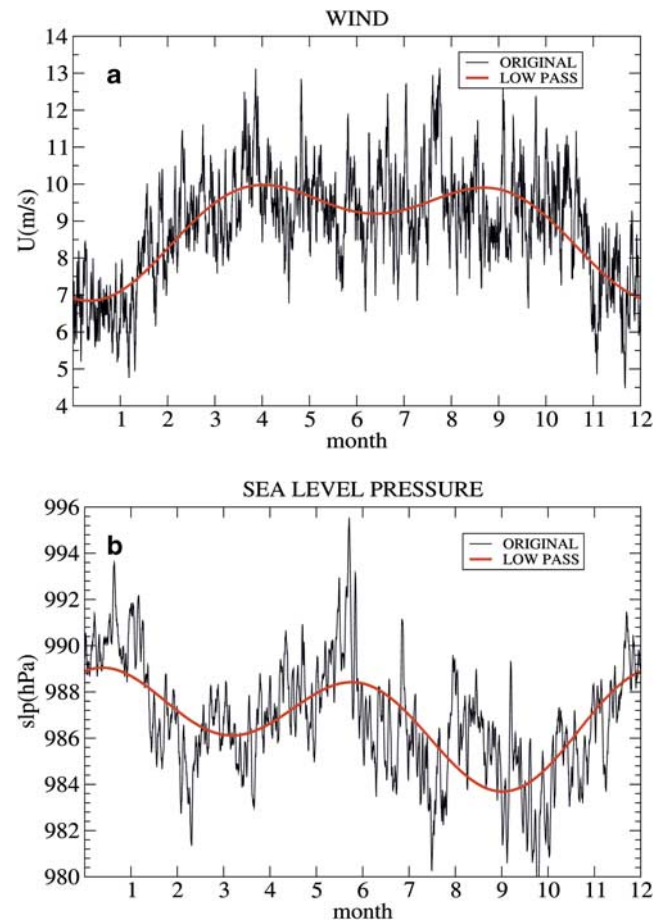 WIND
14
13
12
11
10
9
8
7
6
5
4
U(m/s)
a
ORIGINAL
LOW PASS
1 2 3 4 5 6 7 8 9 10 11 12
month
SEA LEVEL PRESSURE
996
994
992
990
988
986
984
982
980
slp(hPa)
b
ORIGINAL
LOW PASS
1 2 3 4 5 6 7 8 9 10 11 12
month